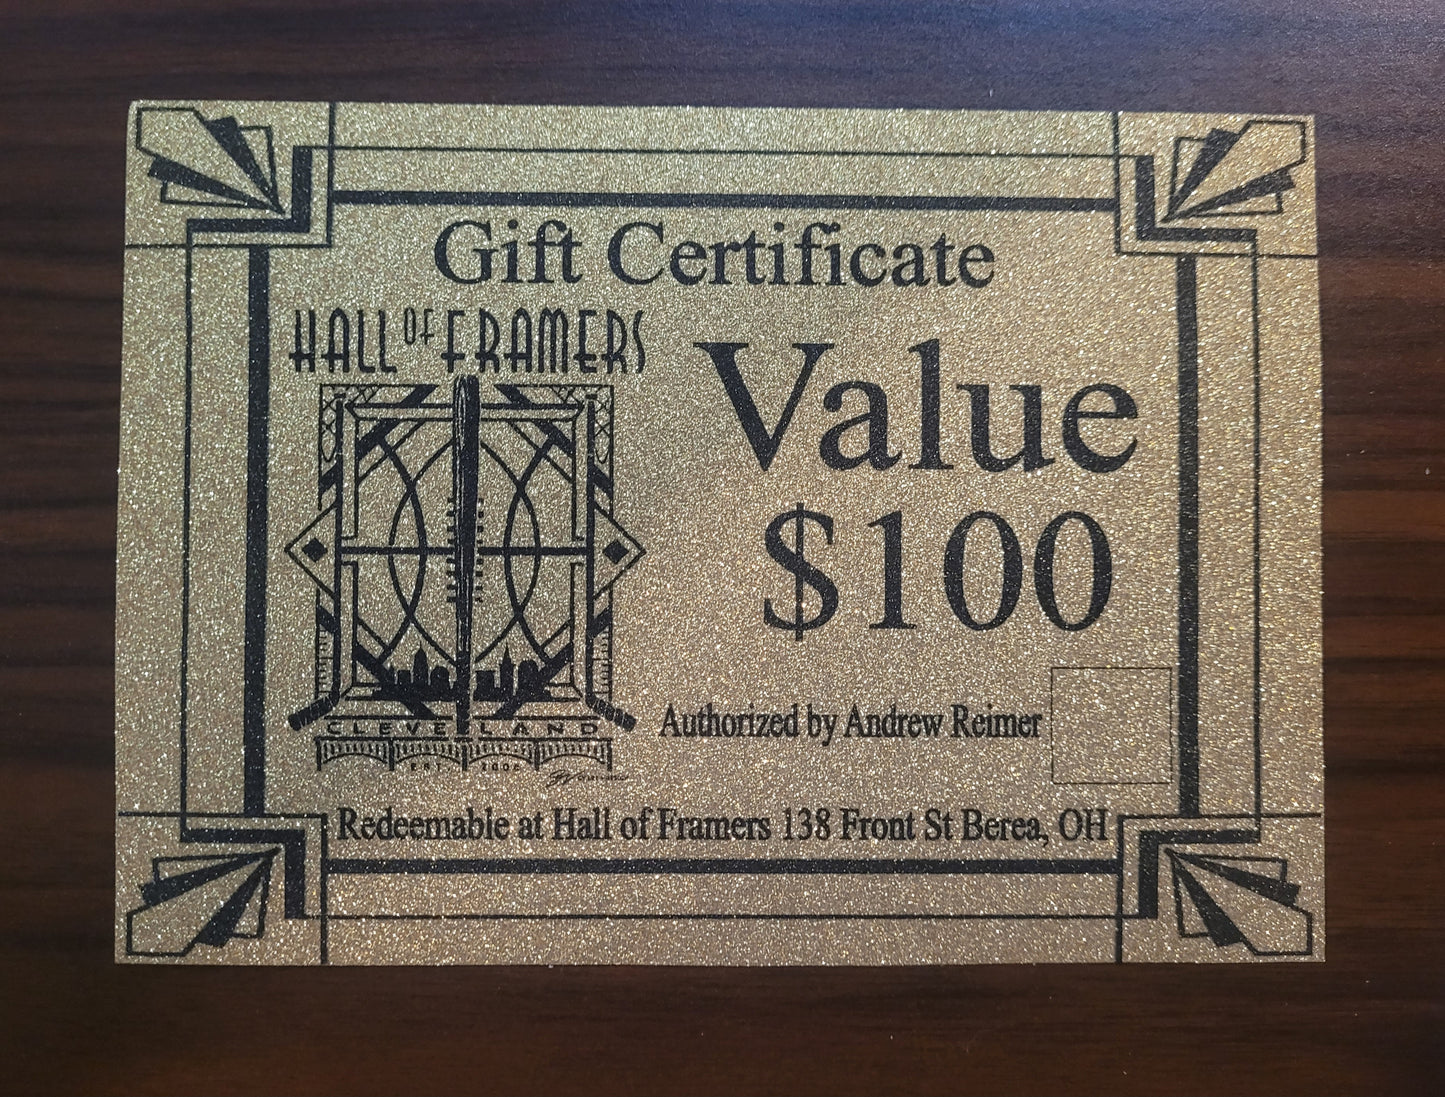 Gift Certificate
HALL OF FRAMERS
Value
$100
CLEVELAND
EST.
Authorized by Andrew Reimer
Redeemable at Hall of Framers 138 Front St Berea, OH